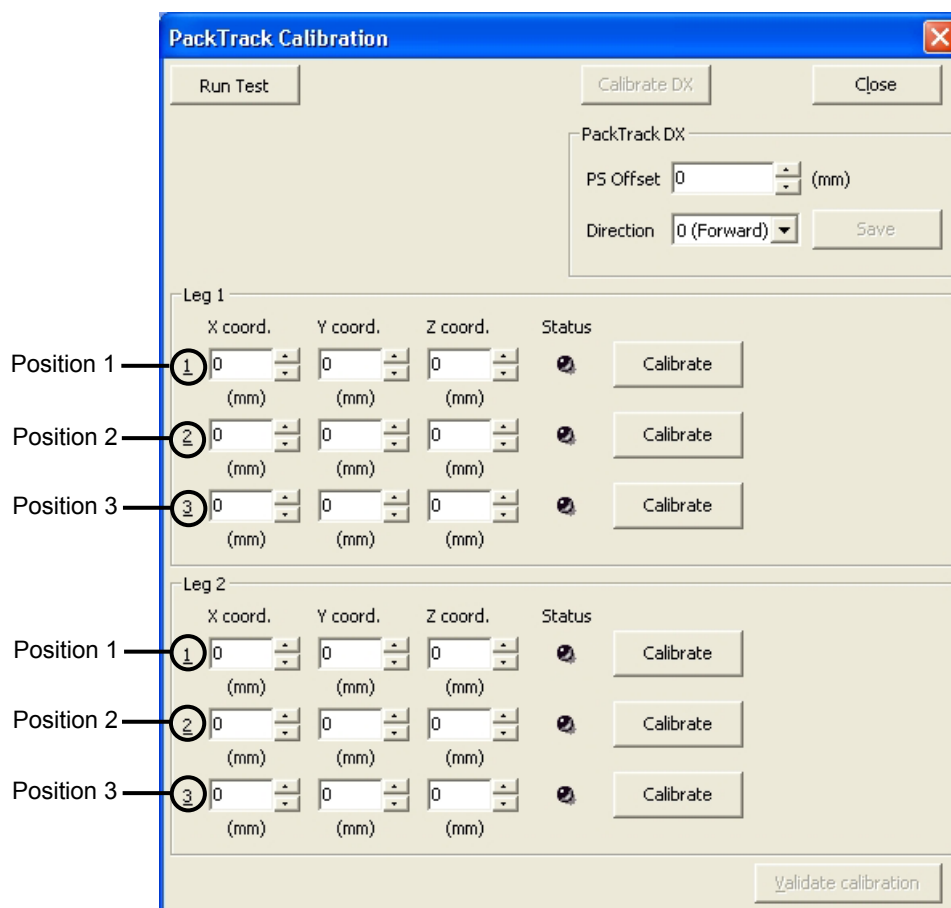 PackTrack Calibration
Run Test Calibrate DX Close
PackTrack DX
PS Offset 0 (mm)
Direction 0 (Forward) Save
Leg 1
X coord. Y coord. Z coord. Status
Position 1 1 0 0 0 Calibrate
(mm) (mm) (mm)
Position 2 2 0 0 0 Calibrate
(mm) (mm) (mm)
Position 3 3 0 0 0 Calibrate
(mm) (mm) (mm)
Leg 2
X coord. Y coord. Z coord. Status
Position 1 1 0 0 0 Calibrate
(mm) (mm) (mm)
Position 2 2 0 0 0 Calibrate
(mm) (mm) (mm)
Position 3 3 0 0 0 Calibrate
(mm) (mm) (mm)
Validate calibration